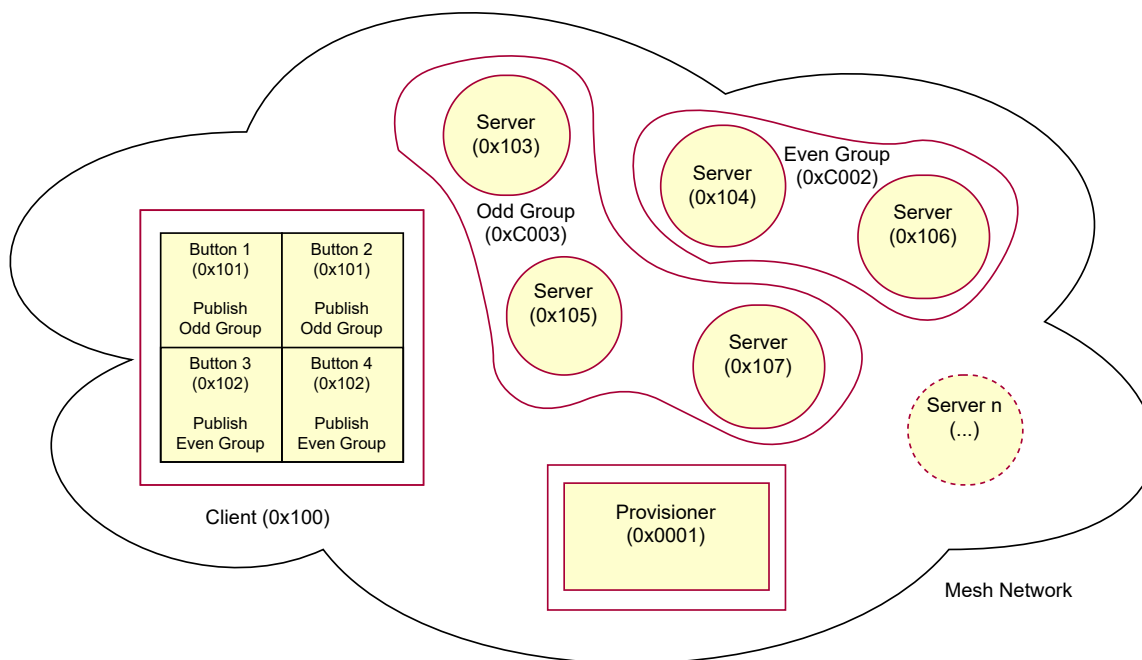 Server
(0x103)
Server
(0x104)
Even Group
(0xC002)
Server
(0x106)
Odd Group
(0xC003)
Server
(0x105)
Server
(0x107)
Server n
(...)
Button 1
(0x101)
Publish
Odd Group
Button 2
(0x101)
Publish
Odd Group
Button 3
(0x102)
Publish
Even Group
Button 4
(0x102)
Publish
Even Group
Client (0x100)
Provisioner
(0x0001)
Mesh Network